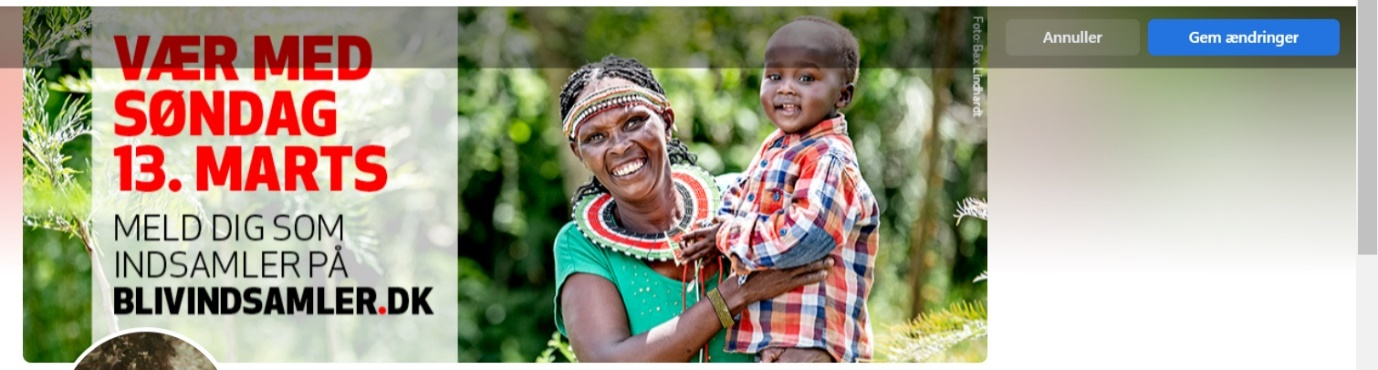 VÆR MED
SØNDAG
13. MARTS
MELD DIG SOM
INDSAMLER PÅ
BLIVINDSAMLER.DK
Foto: Bax Lindhardt
Annuller
Gem ændringer